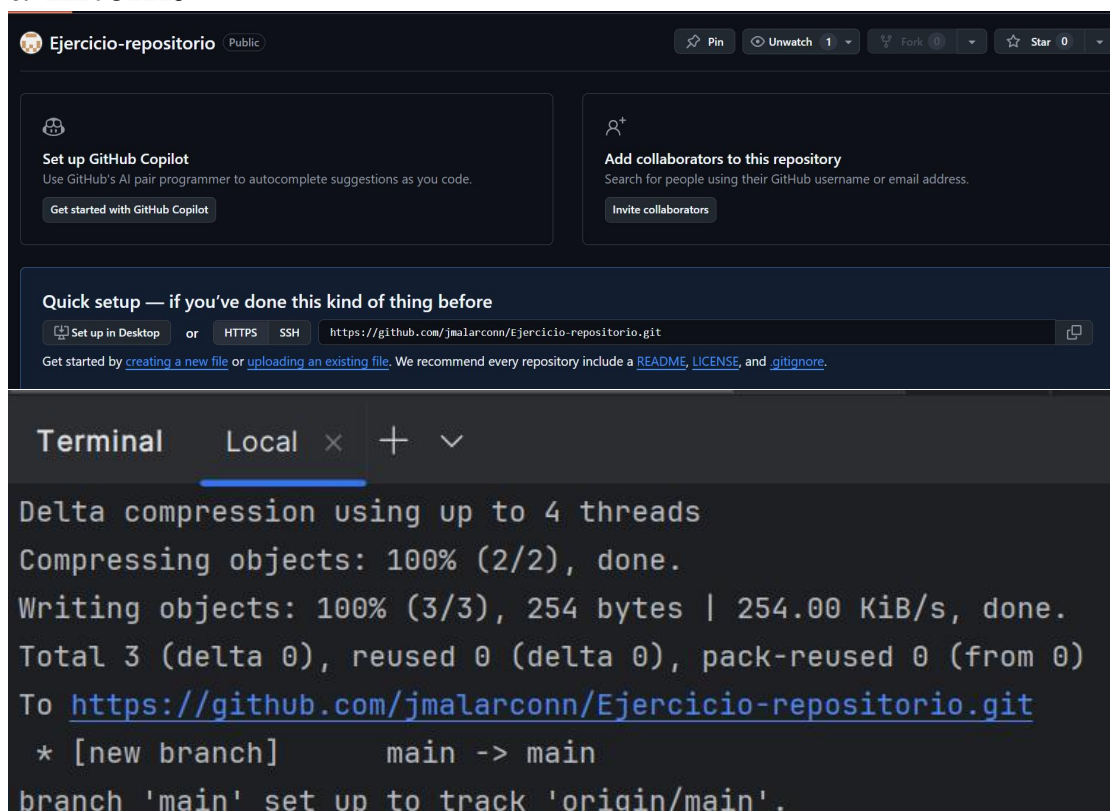 Ejercicio-repositorio Public
Pin Unwatch 1 Fork 0 Star 0
Set up GitHub Copilot
Use GitHub's AI pair programmer to autocomplete suggestions as you code.
Get started with GitHub Copilot
Add collaborators to this repository
Search for people using their GitHub username or email address.
Invite collaborators
Quick setup — if you've done this kind of thing before
Set up in Desktop or HTTPS SSH https://github.com/jmalarconn/Ejercicio-repositorio.git
Get started by creating a new file or uploading an existing file. We recommend every repository include a README, LICENSE, and .gitignore.
Terminal Local × + ⌄
Delta compression using up to 4 threads
Compressing objects: 100% (2/2), done.
Writing objects: 100% (3/3), 254 bytes | 254.00 KiB/s, done.
Total 3 (delta 0), reused 0 (delta 0), pack-reused 0 (from 0)
To https://github.com/jmalarconn/Ejercicio-repositorio.git
 * [new branch]      main -> main
branch 'main' set up to track 'origin/main'.